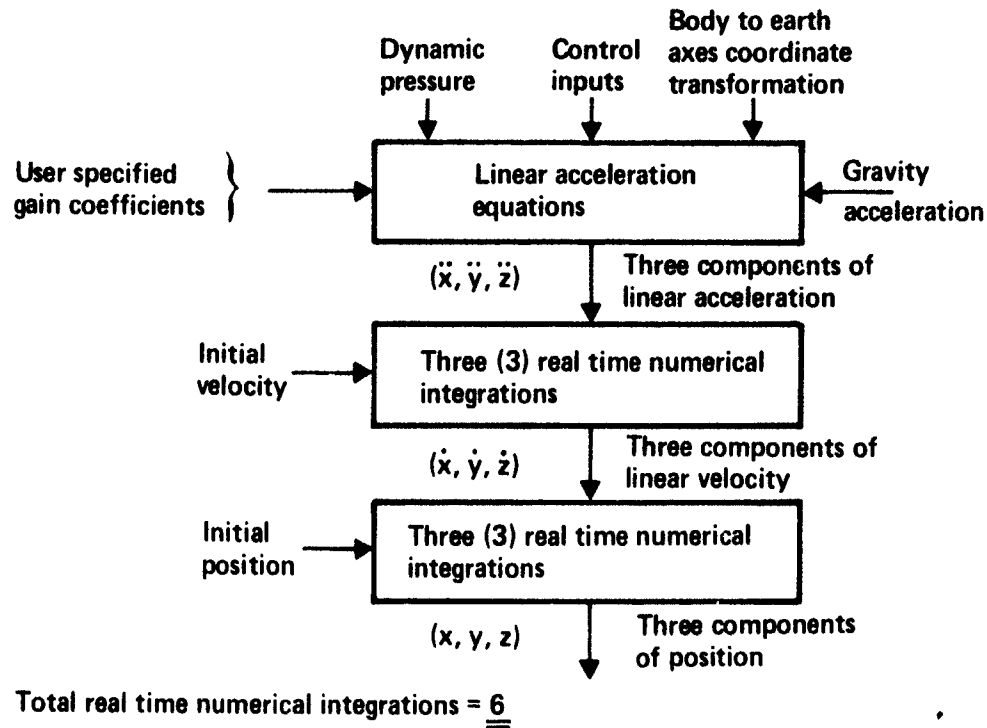 Dynamic
pressure
Control
inputs
Body to earth
axes coordinate
transformation
User specified
gain coefficients
}
Linear acceleration
equations
Gravity
acceleration
(ẍ, ÿ, z̈)
Three components of
linear acceleration
Initial
velocity
Three (3) real time numerical
integrations
(ẋ, ẏ, ż)
Three components of
linear velocity
Initial
position
Three (3) real time numerical
integrations
(x, y, z)
Three components
of position
Total real time numerical integrations = 6